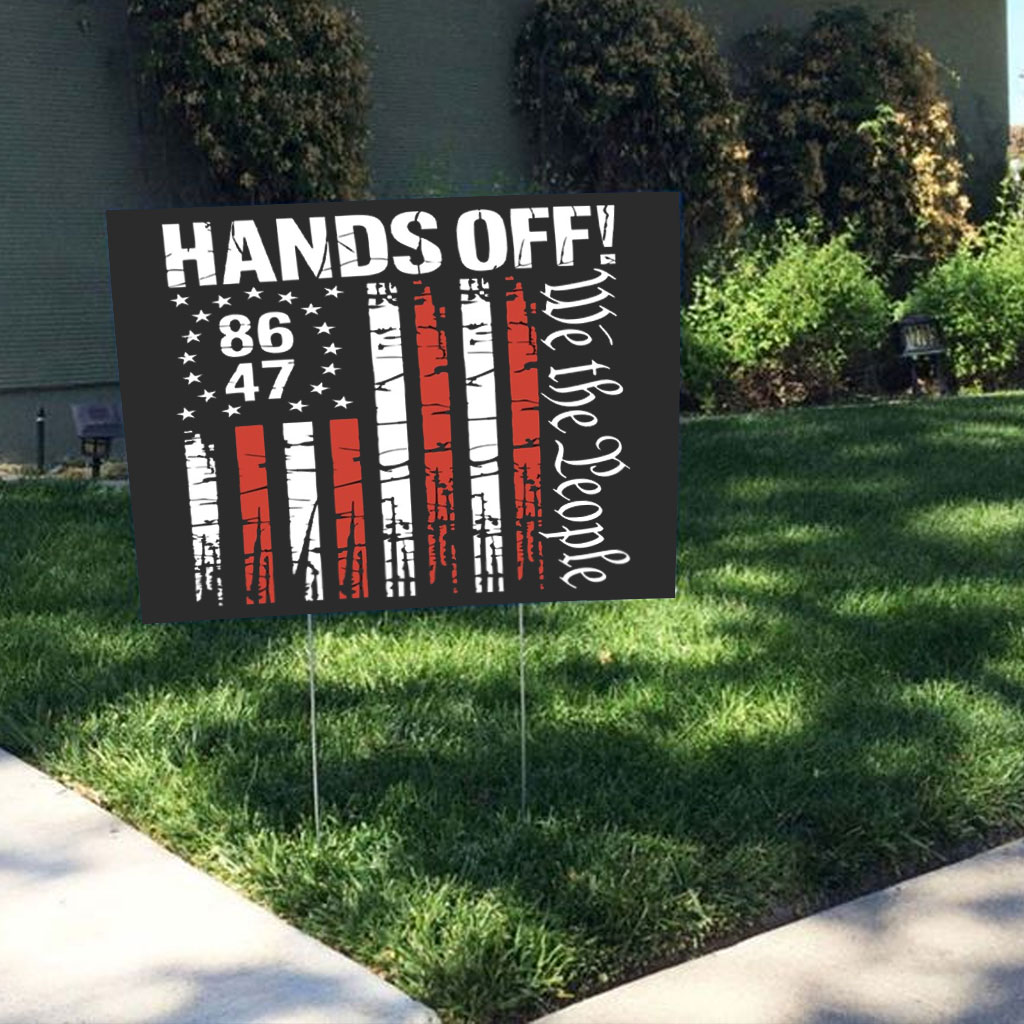 HANDS OFF!
86
47
We the People